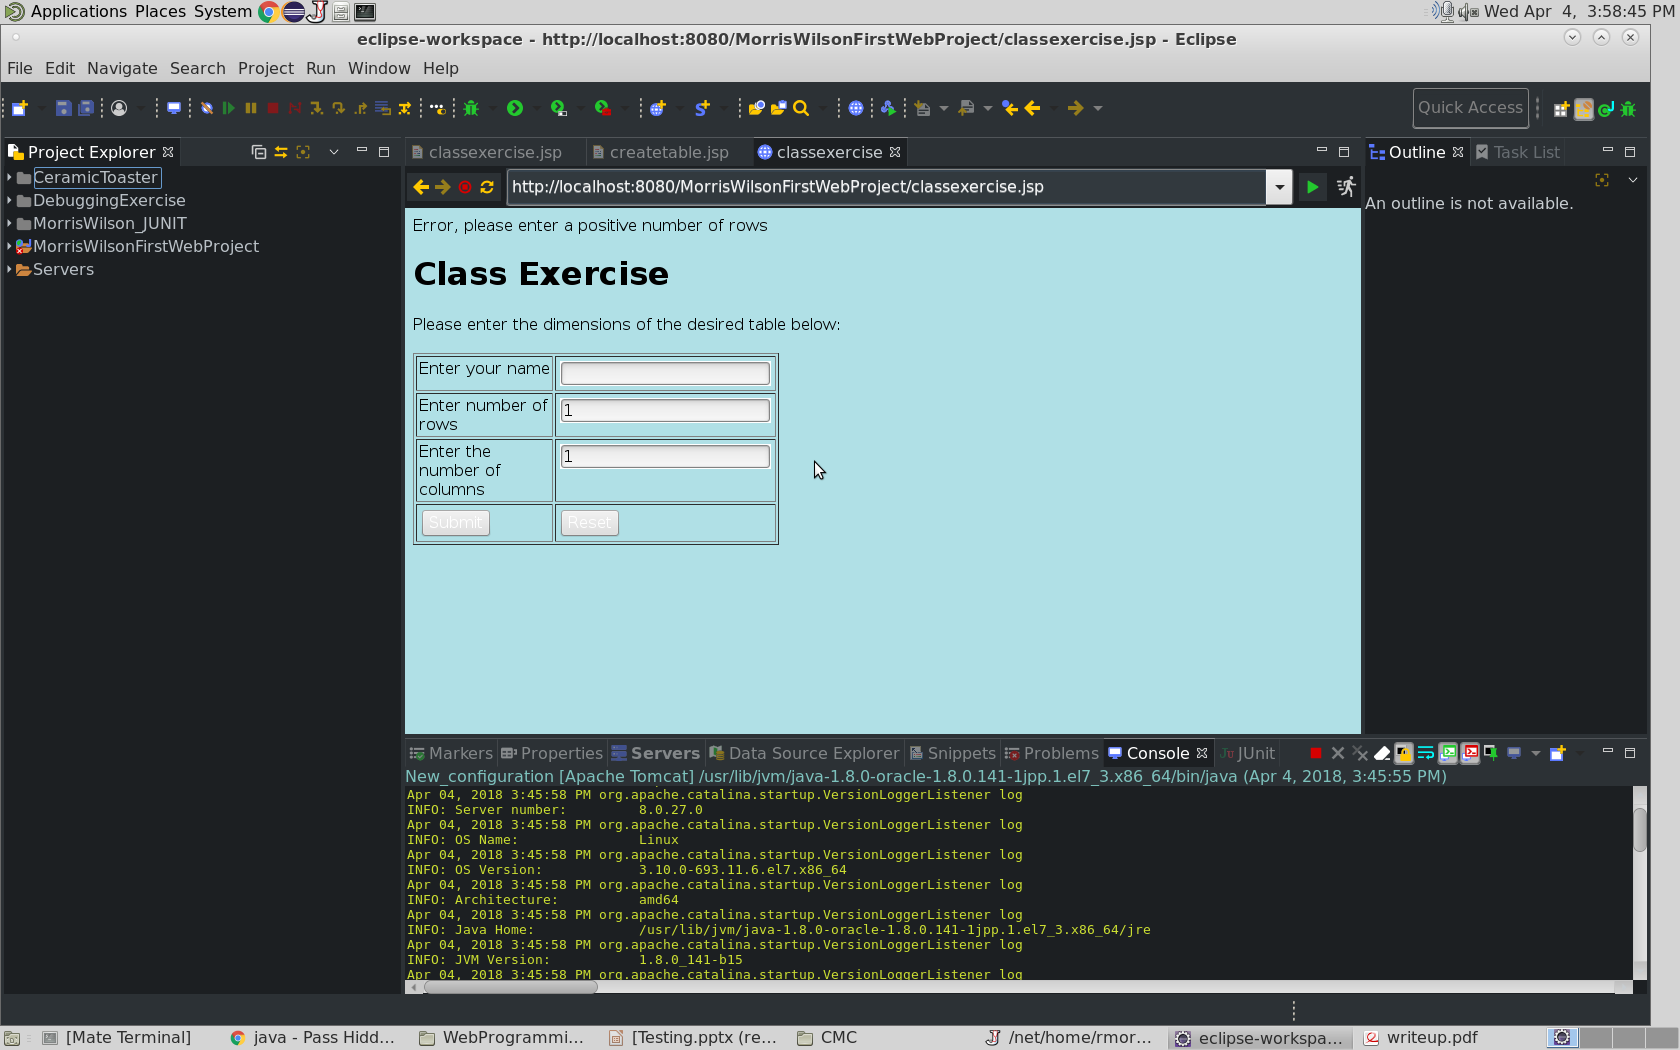 Applications Places System Wed Apr 4, 3:58:45 PM
eclipse-workspace - http://localhost:8080/MorrisWilsonFirstWebProject/classexercise.jsp - Eclipse
File Edit Navigate Search Project Run Window Help
Quick Access
Project Explorer
CeramicToaster
DebuggingExercise
MorrisWilson_JUNIT
MorrisWilsonFirstWebProject
Servers
classexercise.jsp createtable.jsp classexercise
http://localhost:8080/MorrisWilsonFirstWebProject/classexercise.jsp
Error, please enter a positive number of rows
Class Exercise
Please enter the dimensions of the desired table below:
Enter your name
Enter number of
rows
1
Enter the
number of
columns
1
Submit Reset
Outline Task List
An outline is not available.
Markers Properties Servers Data Source Explorer Snippets Problems Console JUnit
New_configuration [Apache Tomcat] /usr/lib/jvm/java-1.8.0-oracle-1.8.0.141-1jpp.1.el7_3.x86_64/bin/java (Apr 4, 2018, 3:45:55 PM)
Apr 04, 2018 3:45:58 PM org.apache.catalina.startup.VersionLoggerListener log
INFO: Server number: 8.0.27.0
Apr 04, 2018 3:45:58 PM org.apache.catalina.startup.VersionLoggerListener log
INFO: OS Name: Linux
Apr 04, 2018 3:45:58 PM org.apache.catalina.startup.VersionLoggerListener log
INFO: OS Version: 3.10.0-693.11.6.el7.x86_64
Apr 04, 2018 3:45:58 PM org.apache.catalina.startup.VersionLoggerListener log
INFO: Architecture: amd64
Apr 04, 2018 3:45:58 PM org.apache.catalina.startup.VersionLoggerListener log
INFO: Java Home: /usr/lib/jvm/java-1.8.0-oracle-1.8.0.141-1jpp.1.el7_3.x86_64/jre
Apr 04, 2018 3:45:58 PM org.apache.catalina.startup.VersionLoggerListener log
INFO: JVM Version: 1.8.0_141-b15
Apr 04, 2018 3:45:58 PM org.apache.catalina.startup.VersionLoggerListener log
[Mate Terminal] java - Pass Hidd... WebProgrammi... [Testing.pptx (re... CMC /net/home/rmor... eclipse-workspa... writeup.pdf